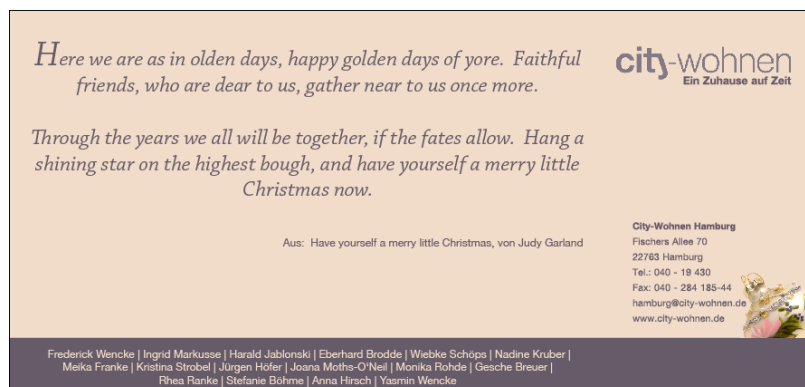 Here we are as in olden days, happy golden days of yore.  Faithful
friends, who are dear to us, gather near to us once more.
Through the years we all will be together, if the fates allow.  Hang a
shining star on the highest bough, and have yourself a merry little
Christmas now.
Aus:  Have yourself a merry little Christmas, von Judy Garland
city-wohnen
Ein Zuhause auf Zeit
City-Wohnen Hamburg
Fischers Allee 70
22763 Hamburg
Tel.: 040 - 19 430
Fax: 040 - 284 185-44
hamburg@city-wohnen.de
www.city-wohnen.de
Frederick Wencke | Ingrid Markusse | Harald Jablonski | Eberhard Brodde | Wiebke Schöps | Nadine Kruber |
Meika Franke | Kristina Strobel | Jürgen Höfer | Joana Moths-O'Neil | Monika Rohde | Gesche Breuer |
Rhea Ranke | Stefanie Böhme | Anna Hirsch | Yasmin Wencke